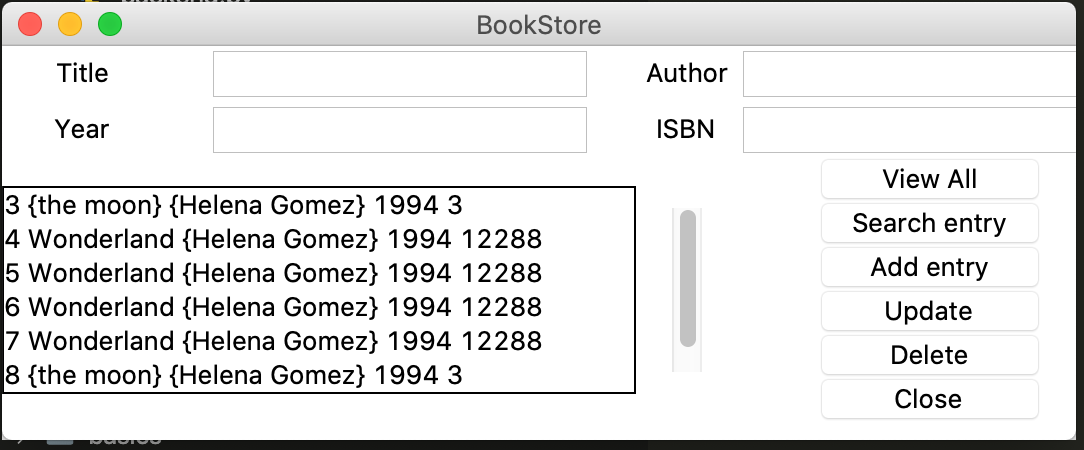 BookStore
Title Author
Year ISBN
3 {the moon} {Helena Gomez} 1994 3
4 Wonderland {Helena Gomez} 1994 12288
5 Wonderland {Helena Gomez} 1994 12288
6 Wonderland {Helena Gomez} 1994 12288
7 Wonderland {Helena Gomez} 1994 12288
8 {the moon} {Helena Gomez} 1994 3
View All
Search entry
Add entry
Update
Delete
Close